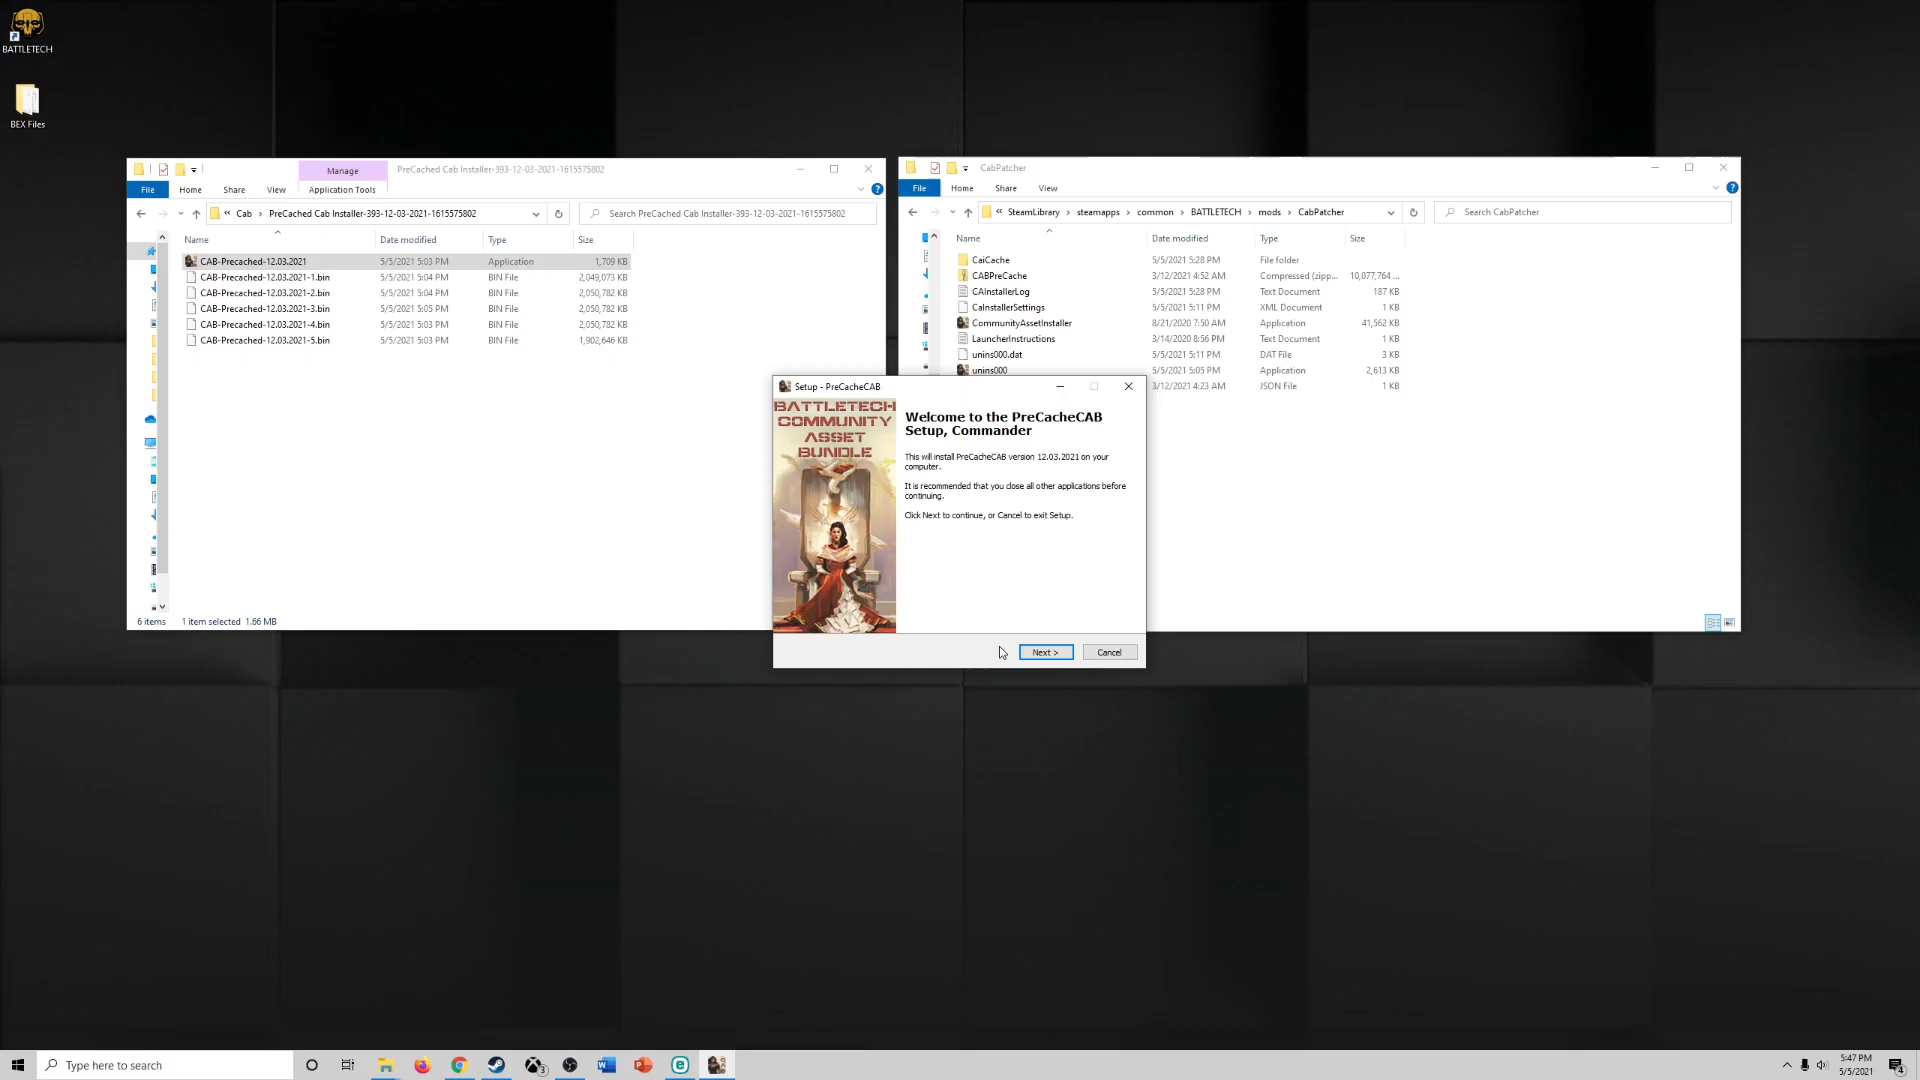 BATTLETECH
BEX Files
Manage
PreCached Cab Installer-393-12-03-2021-1615575802
File Home Share View Application Tools
« Cab › PreCached Cab Installer-393-12-03-2021-1615575802
Search PreCached Cab Installer-393-12-03-2021-1615575802
Name Date modified Type Size
CAB-Precached-12.03.2021 5/5/2021 5:03 PM Application 1,709 KB
CAB-Precached-12.03.2021-1.bin 5/5/2021 5:04 PM BIN File 2,049,073 KB
CAB-Precached-12.03.2021-2.bin 5/5/2021 5:04 PM BIN File 2,050,782 KB
CAB-Precached-12.03.2021-3.bin 5/5/2021 5:05 PM BIN File 2,050,782 KB
CAB-Precached-12.03.2021-4.bin 5/5/2021 5:03 PM BIN File 2,050,782 KB
CAB-Precached-12.03.2021-5.bin 5/5/2021 5:03 PM BIN File 1,902,646 KB
6 items 1 item selected 1.66 MB
CabPatcher
File Home Share View
« SteamLibrary › steamapps › common › BATTLETECH › mods › CabPatcher
Search CabPatcher
Name Date modified Type Size
CaiCache 5/5/2021 5:28 PM File folder
CABPreCache 3/12/2021 4:52 AM Compressed (zipp... 10,077,764 ...
CAInstallerLog 5/5/2021 5:28 PM Text Document 187 KB
CaInstallerSettings 5/5/2021 5:11 PM XML Document 1 KB
CommunityAssetInstaller 8/21/2020 7:50 AM Application 41,562 KB
LauncherInstructions 3/14/2020 8:56 PM Text Document 1 KB
unins000.dat 5/5/2021 5:11 PM DAT File 3 KB
unins000 5/5/2021 5:05 PM Application 2,613 KB
3/12/2021 4:23 AM JSON File 1 KB
Setup - PreCacheCAB
BATTLETECH
COMMUNITY
ASSET
BUNDLE
Welcome to the PreCacheCAB
Setup, Commander
This will install PreCacheCAB version 12.03.2021 on your
computer.
It is recommended that you close all other applications before
continuing.
Click Next to continue, or Cancel to exit Setup.
Next > Cancel
Type here to search
3
5:47 PM
5/5/2021
4